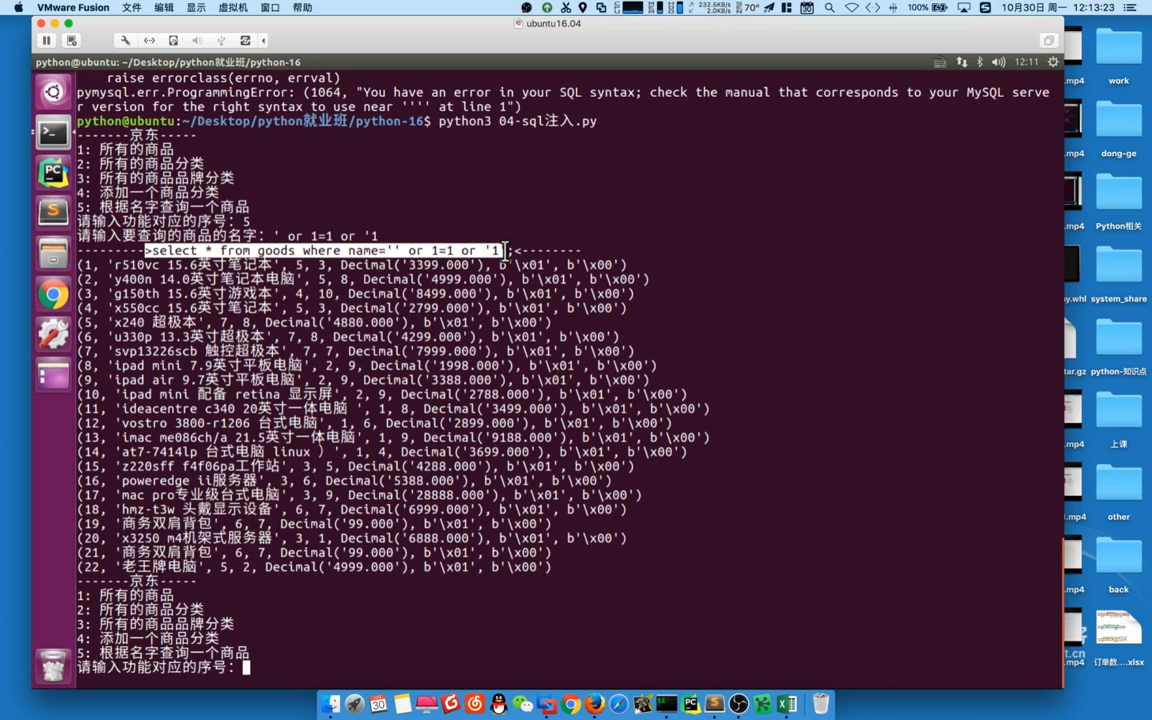 VMware Fusion 文件 编辑 显示 虚拟机 窗口 帮助 232.5K/s 2.0K/s 70° 100% 10月30日 周一 12:13:23
ubuntu16.04
python@ubuntu: ~/Desktop/python就业班/python-16 12:11
raise errorclass(errno, errval)
pymysql.err.ProgrammingError: (1064, "You have an error in your SQL syntax; check the manual that corresponds to your MySQL serve
r version for the right syntax to use near '''' at line 1")
python@ubuntu:~/Desktop/python就业班/python-16$ python3 04-sql注入.py
-------京东-----
1: 所有的商品
2: 所有的商品分类
3: 所有的商品品牌分类
4: 添加一个商品分类
5: 根据名字查询一个商品
请输入功能对应的序号: 5
请输入要查询的商品的名字: ' or 1=1 or '1
--------->select * from goods where name='' or 1=1 or '1';<--------
(1, 'r510vc 15.6英寸笔记本', 5, 3, Decimal('3399.000'), b'\x01', b'\x00')
(2, 'y400n 14.0英寸笔记本电脑', 5, 8, Decimal('4999.000'), b'\x01', b'\x00')
(3, 'g150th 15.6英寸游戏本', 4, 10, Decimal('8499.000'), b'\x01', b'\x00')
(4, 'x550cc 15.6英寸笔记本', 5, 3, Decimal('2799.000'), b'\x01', b'\x00')
(5, 'x240 超极本', 7, 8, Decimal('4880.000'), b'\x01', b'\x00')
(6, 'u330p 13.3英寸超极本', 7, 8, Decimal('4299.000'), b'\x01', b'\x00')
(7, 'svp13226scb 触控超极本', 7, 7, Decimal('7999.000'), b'\x01', b'\x00')
(8, 'ipad mini 7.9英寸平板电脑', 2, 9, Decimal('1998.000'), b'\x01', b'\x00')
(9, 'ipad air 9.7英寸平板电脑', 2, 9, Decimal('3388.000'), b'\x01', b'\x00')
(10, 'ipad mini 配备 retina 显示屏', 2, 9, Decimal('2788.000'), b'\x01', b'\x00')
(11, 'ideacentre c340 20英寸一体电脑 ', 1, 8, Decimal('3499.000'), b'\x01', b'\x00')
(12, 'vostro 3800-r1206 台式电脑', 1, 6, Decimal('2899.000'), b'\x01', b'\x00')
(13, 'imac me086ch/a 21.5英寸一体电脑', 1, 9, Decimal('9188.000'), b'\x01', b'\x00')
(14, 'at7-7414lp 台式电脑 linux ）', 1, 4, Decimal('3699.000'), b'\x01', b'\x00')
(15, 'z220sff f4f06pa工作站', 3, 5, Decimal('4288.000'), b'\x01', b'\x00')
(16, 'poweredge ii服务器', 3, 6, Decimal('5388.000'), b'\x01', b'\x00')
(17, 'mac pro专业级台式电脑', 3, 9, Decimal('28888.000'), b'\x01', b'\x00')
(18, 'hmz-t3w 头戴显示设备', 6, 7, Decimal('6999.000'), b'\x01', b'\x00')
(19, '商务双肩背包', 6, 7, Decimal('99.000'), b'\x01', b'\x00')
(20, 'x3250 m4机架式服务器', 3, 1, Decimal('6888.000'), b'\x01', b'\x00')
(21, '商务双肩背包', 6, 7, Decimal('99.000'), b'\x01', b'\x00')
(22, '老王牌电脑', 5, 2, Decimal('4999.000'), b'\x01', b'\x00')
-------京东-----
1: 所有的商品
2: 所有的商品分类
3: 所有的商品品牌分类
4: 添加一个商品分类
5: 根据名字查询一个商品
请输入功能对应的序号:
.mp4 work
.mp4 dong-ge
.mp4 Python相关
.whl system_share
tar.gz python-知识点
.mp4 上课
.mp4 other
.mp4 back
.mp4 订单数....xlsx
XLSX
t.cn